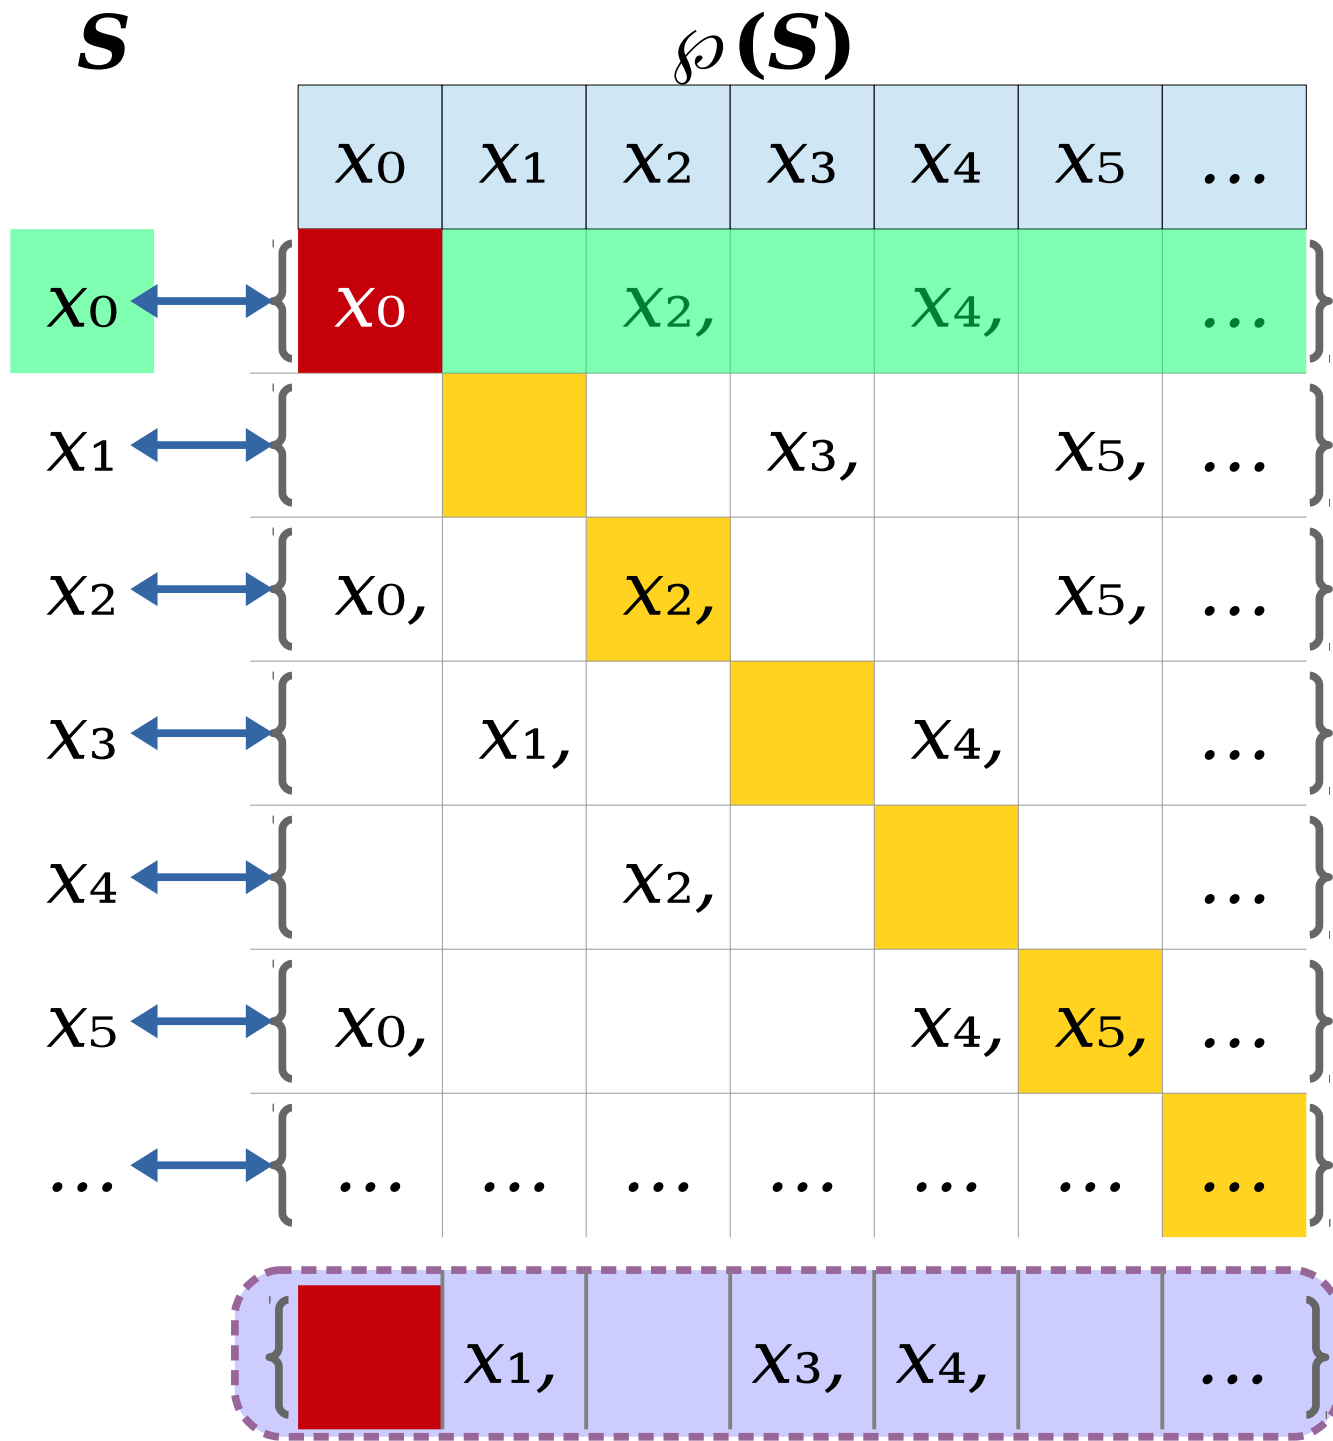 S ℘(S)
x₀ x₁ x₂ x₃ x₄ x₅ ...
x₀ { x₀ x₂, x₄, ... }
x₁ { x₃, x₅, ... }
x₂ { x₀, x₂, x₅, ... }
x₃ { x₁, x₄, ... }
x₄ { x₂, ... }
x₅ { x₀, x₄, x₅, ... }
... { ... ... ... ... ... ... ... }
{ x₁, x₃, x₄, ... }